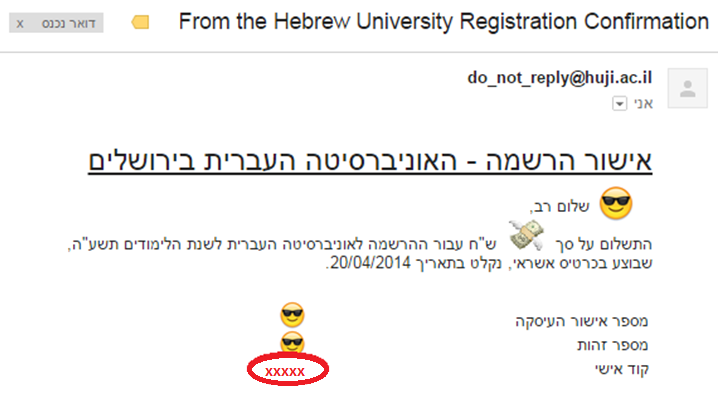 דואר נכנס x
From the Hebrew University Registration Confirmation
do_not_reply@huji.ac.il
אני
אישור הרשמה - האוניברסיטה העברית בירושלים
שלום רב,
התשלום על סך ש"ח עבור ההרשמה לאוניברסיטה העברית לשנת הלימודים תשע"ה,
שבוצע בכרטיס אשראי, נקלט בתאריך 20/04/2014.
מספר אישור העיסקה
מספר זהות
קוד אישי xxxxx